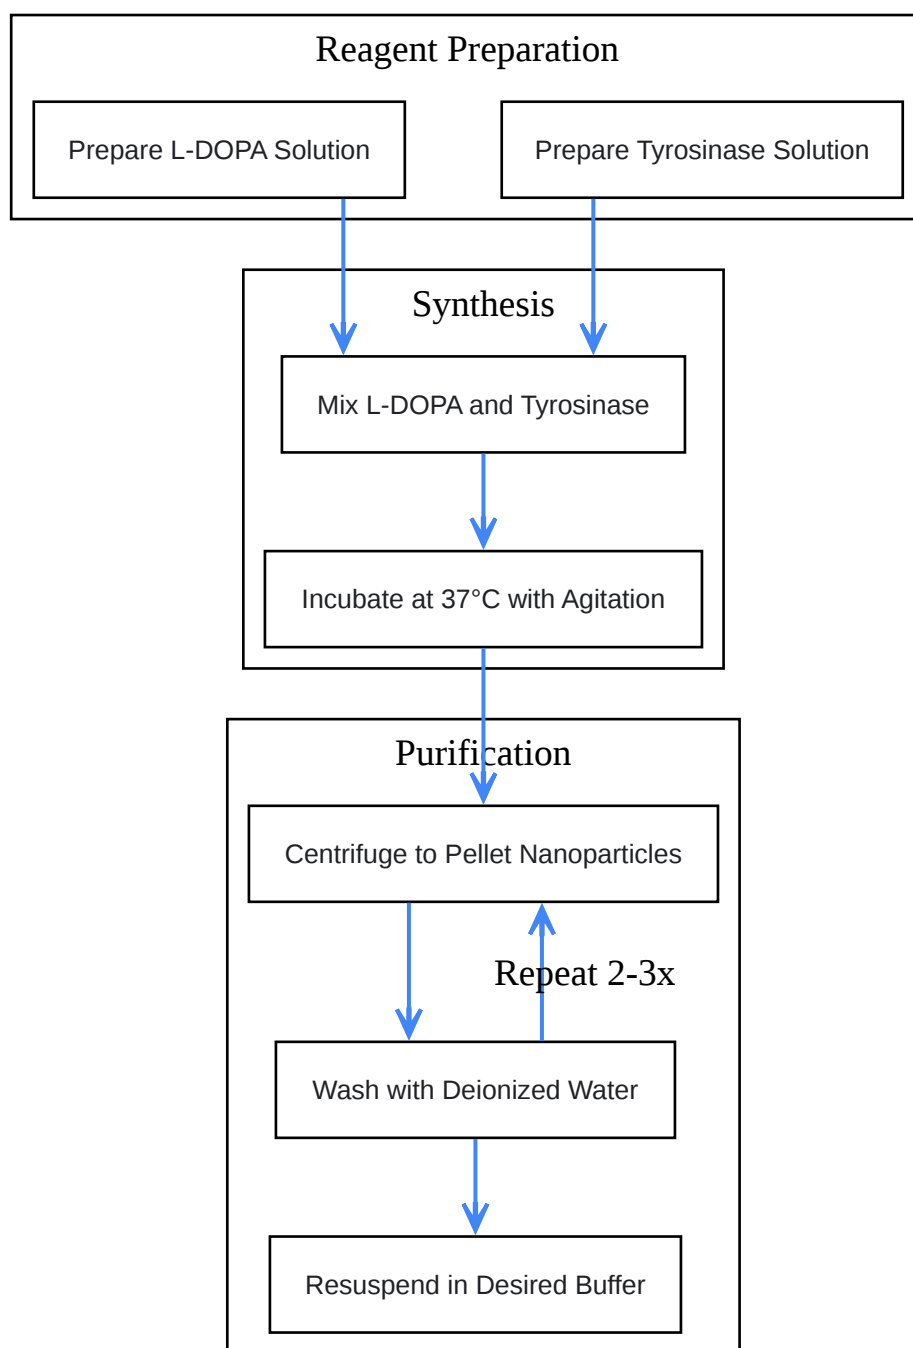 Reagent Preparation
Prepare L-DOPA Solution
Prepare Tyrosinase Solution
Synthesis
Mix L-DOPA and Tyrosinase
Incubate at 37°C with Agitation
Purification
Centrifuge to Pellet Nanoparticles
Repeat 2-3x
Wash with Deionized Water
Resuspend in Desired Buffer